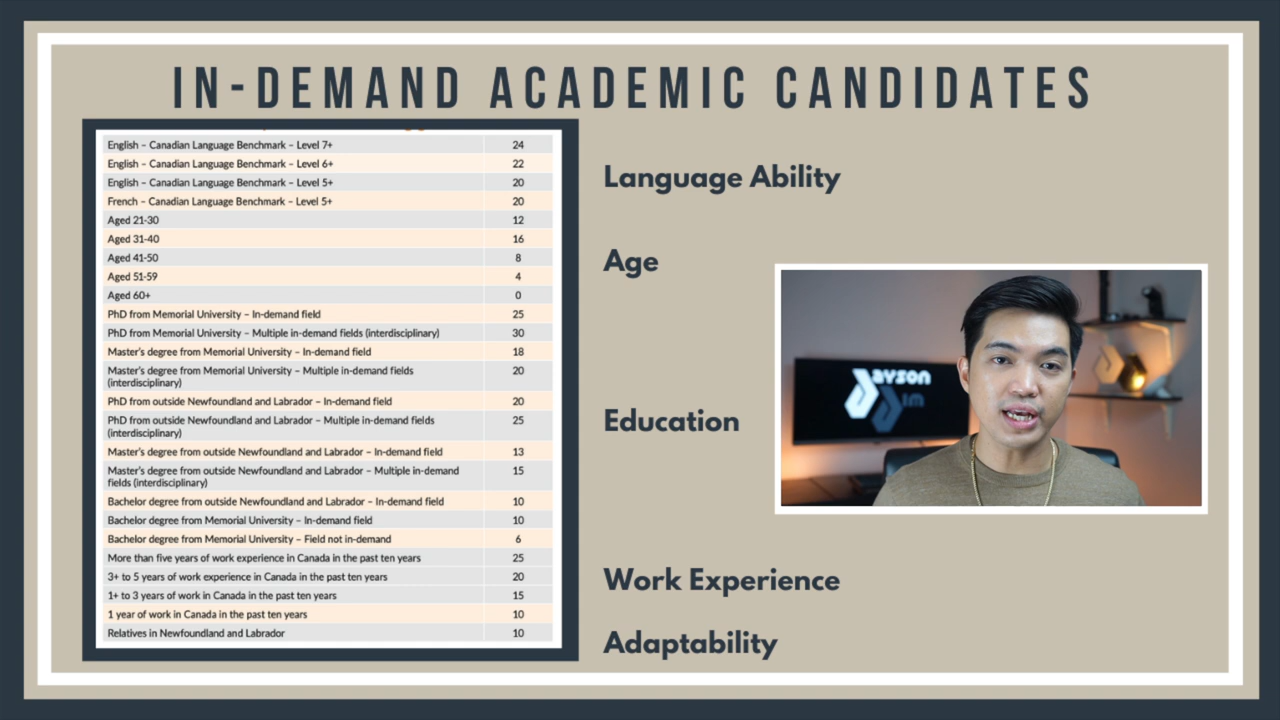 IN-DEMAND ACADEMIC CANDIDATES
English – Canadian Language Benchmark – Level 7+ 24
English – Canadian Language Benchmark – Level 6+ 22
English – Canadian Language Benchmark – Level 5+ 20
French – Canadian Language Benchmark – Level 5+ 20
Aged 21-30 12
Aged 31-40 16
Aged 41-50 8
Aged 51-59 4
Aged 60+ 0
PhD from Memorial University – In-demand field 25
PhD from Memorial University – Multiple in-demand fields (interdisciplinary) 30
Master's degree from Memorial University – In-demand field 18
Master's degree from Memorial University – Multiple in-demand fields 20
(interdisciplinary)
PhD from outside Newfoundland and Labrador – In-demand field 20
PhD from outside Newfoundland and Labrador – Multiple in-demand fields 25
(interdisciplinary)
Master's degree from outside Newfoundland and Labrador – In-demand field 13
Master's degree from outside Newfoundland and Labrador – Multiple in-demand 15
fields (interdisciplinary)
Bachelor degree from outside Newfoundland and Labrador – In-demand field 10
Bachelor degree from Memorial University – In-demand field 10
Bachelor degree from Memorial University – Field not in-demand 6
More than five years of work experience in Canada in the past ten years 25
3+ to 5 years of work experience in Canada in the past ten years 20
1+ to 3 years of work in Canada in the past ten years 15
1 year of work in Canada in the past ten years 10
Relatives in Newfoundland and Labrador 10
Language Ability
Age
Education
Work Experience
Adaptability